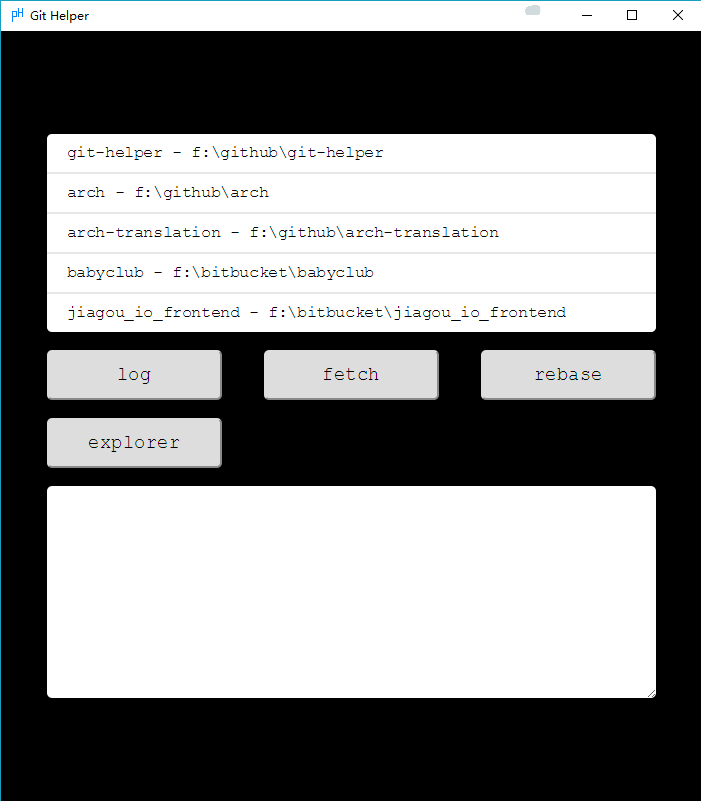 pH Git Helper
git-helper - f:\github\git-helper
arch - f:\github\arch
arch-translation - f:\github\arch-translation
babyclub - f:\bitbucket\babyclub
jiagou_io_frontend - f:\bitbucket\jiagou_io_frontend
log fetch rebase
explorer